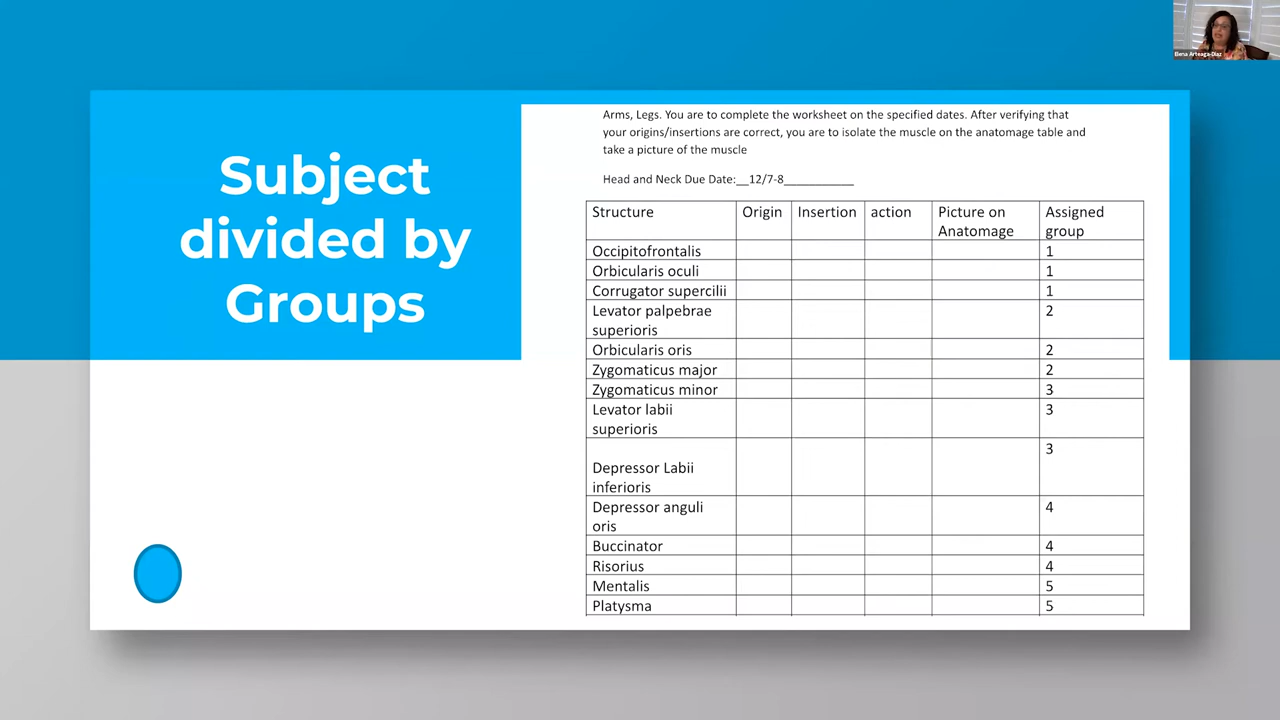 Elena Arteaga-Diaz
Subject
divided by
Groups
Arms, Legs. You are to complete the worksheet on the specified dates. After verifying that
your origins/insertions are correct, you are to isolate the muscle on the anatomage table and
take a picture of the muscle
Head and Neck Due Date:__12/7-8___________
Structure Origin Insertion action Picture on Anatomage Assigned group
Occipitofrontalis 1
Orbicularis oculi 1
Corrugator supercilii 1
Levator palpebrae superioris 2
Orbicularis oris 2
Zygomaticus major 2
Zygomaticus minor 3
Levator labii superioris 3
Depressor Labii inferioris 3
Depressor anguli oris 4
Buccinator 4
Risorius 4
Mentalis 5
Platysma 5